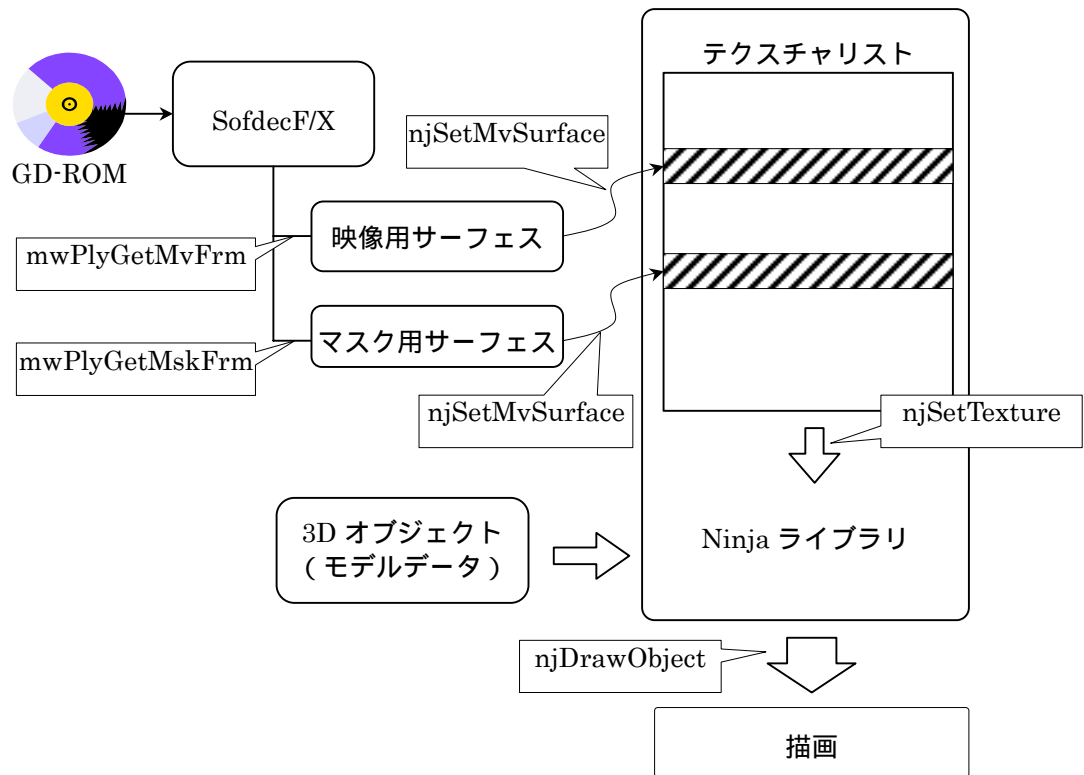 テクスチャリスト
SofdecF/X
GD-ROM
njSetMvSurface
映像用サーフェス
mwPlyGetMvFrm
マスク用サーフェス
mwPlyGetMskFrm
njSetMvSurface
njSetTexture
3D オブジェクト
(モデルデータ)
Ninja ライブラリ
njDrawObject
描画